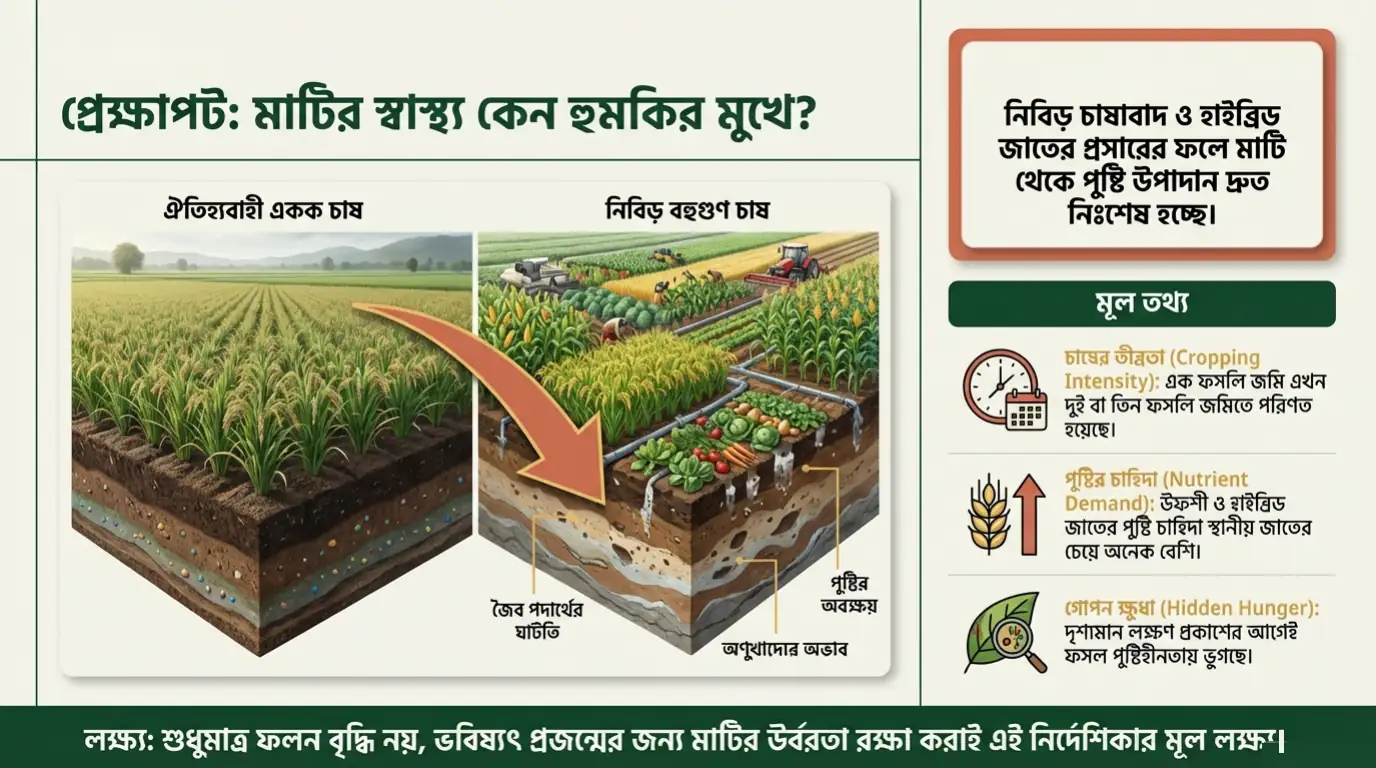 প্রেক্ষাপট: মাটির স্বাস্থ্য কেন হুমকির মুখে?
ঐতিহ্যবাহী একক চাষ
নিবিড় বহুগুণ চাষ
জৈব পদার্থের
ঘাটতি
অণুখাদ্যের অভাব
পুষ্টির
অবক্ষয়
নিবিড় চাষাবাদ ও হাইব্রিড
জাতের প্রসারের ফলে মাটি
থেকে পুষ্টি উপাদান দ্রুত
নিঃশেষ হচ্ছে।
মূল তথ্য
চাষের তীব্রতা (Cropping
Intensity): এক ফসলি জমি এখন
দুই বা তিন ফসলি জমিতে পরিণত
হয়েছে।
পুষ্টির চাহিদা (Nutrient
Demand): উফশী ও হাইব্রিড
জাতের পুষ্টি চাহিদা স্থানীয় জাতের
চেয়ে অনেক বেশি।
গোপন ক্ষুধা (Hidden Hunger):
দৃশ্যমান লক্ষণ প্রকাশের আগেই
ফসল পুষ্টিহীনতায় ভুগছে।
লক্ষ্য: শুধুমাত্র ফলন বৃদ্ধি নয়, ভবিষ্যৎ প্রজন্মের জন্য মাটির উর্বরতা রক্ষা করাই এই নির্দেশিকার মূল লক্ষ্য।